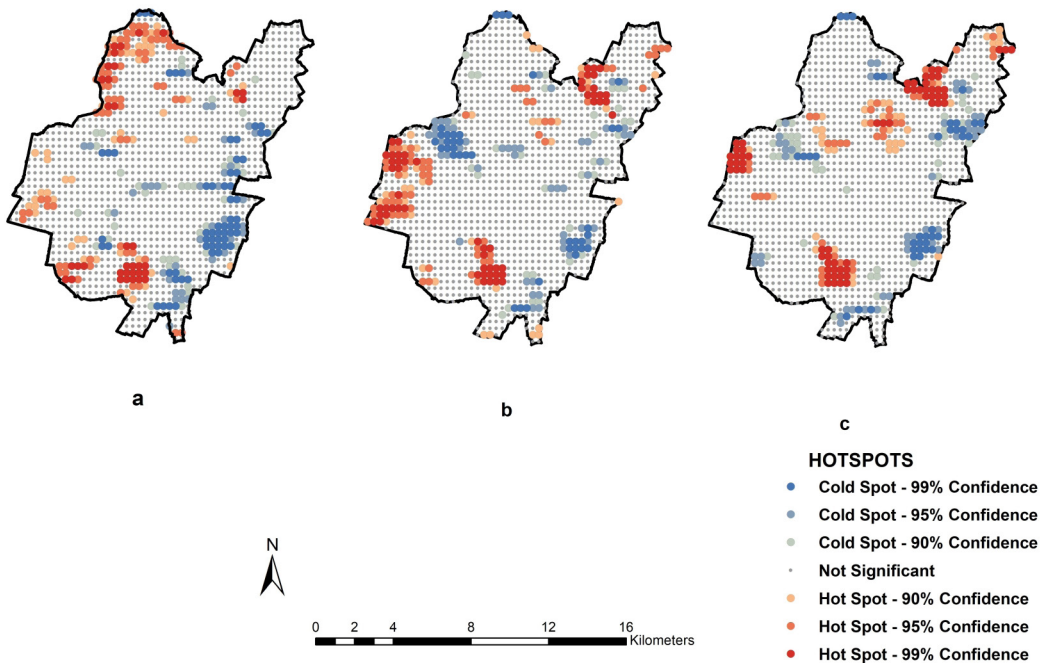 a
b
c
HOTSPOTS
Cold Spot - 99% Confidence
Cold Spot - 95% Confidence
Cold Spot - 90% Confidence
Not Significant
Hot Spot - 90% Confidence
Hot Spot - 95% Confidence
Hot Spot - 99% Confidence
N
0 2 4 8 12 16
Kilometers